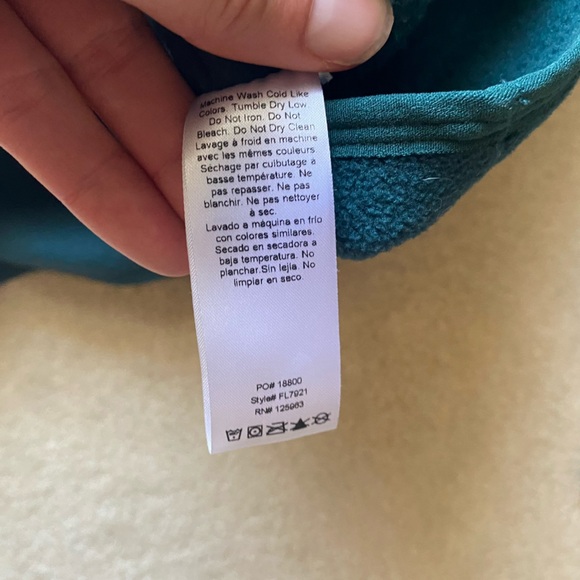 Machine Wash Cold Like
Colors. Tumble Dry Low
Do Not Iron. Do Not
Bleach. Do Not Dry Clean
Lavage à froid en machine
avec les mêmes couleurs
Séchage par culbutage a
basse température. Ne
pas repasser. Ne pas
blanchir. Ne pas nettoyer
à sec.
Lavado a máquina en frio
con colores similares.
Secado en secadora a
baja temperatura. No
planchar.Sin lejia. No
limpiar en seco.
PO# 18800
Style# FL7921
RN# 125963